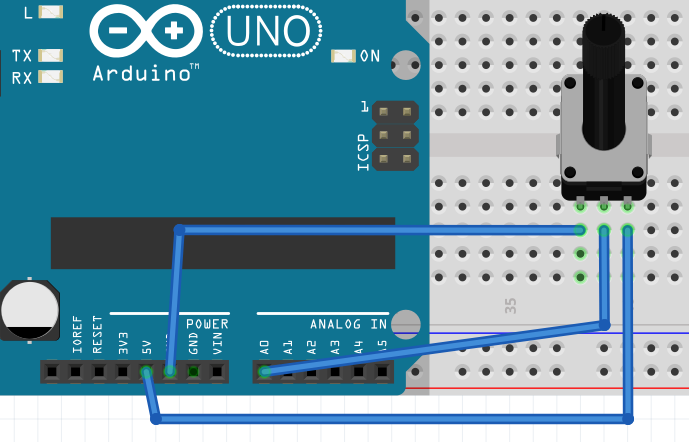 L
TX
RX
UNO
ON
Arduino™
1
ICSP
IOREF
RESET
3V3
5V
GND
VIN
POWER
ANALOG IN
A0
A1
A2
A3
A4
35